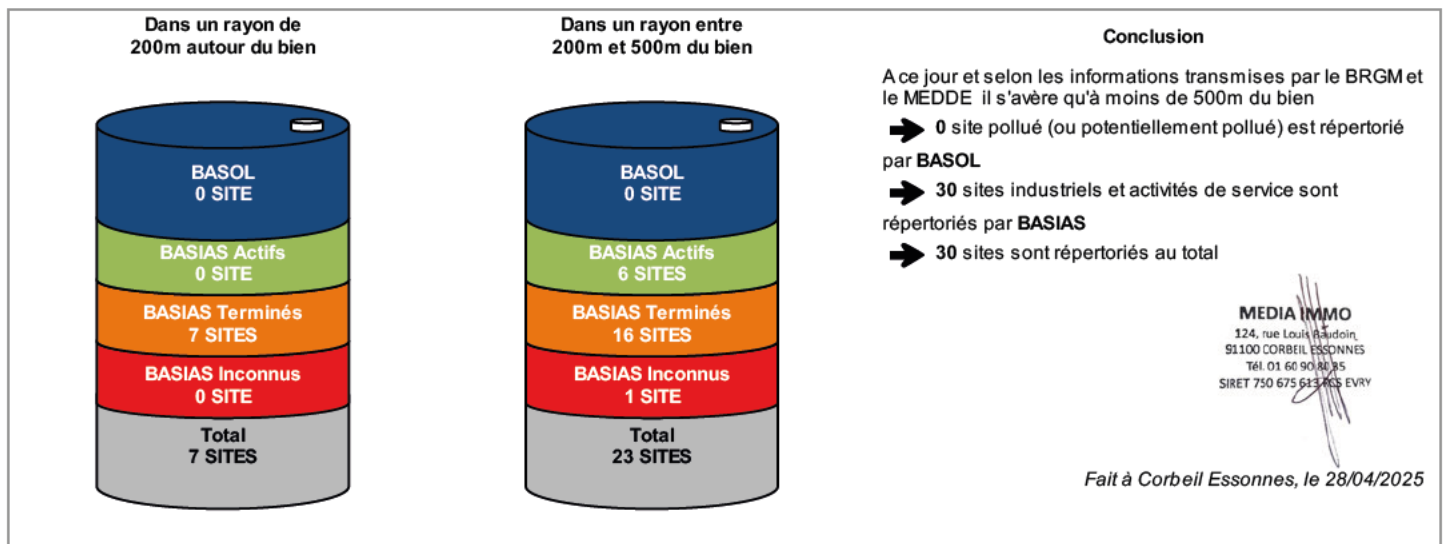 Dans un rayon de
200m autour du bien
BASOL
0 SITE
BASIAS Actifs
0 SITE
BASIAS Terminés
7 SITES
BASIAS Inconnus
0 SITE
Total
7 SITES
Dans un rayon entre
200m et 500m du bien
BASOL
0 SITE
BASIAS Actifs
6 SITES
BASIAS Terminés
16 SITES
BASIAS Inconnus
1 SITE
Total
23 SITES
Conclusion
A ce jour et selon les informations transmises par le BRGM et
le MEDDE il s'avère qu'à moins de 500m du bien
0 site pollué (ou potentiellement pollué) est répertorié
par BASOL
30 sites industriels et activités de service sont
répertoriés par BASIAS
30 sites sont répertoriés au total
MEDIA IMMO
124, rue Louis Baudoin
91100 CORBEIL ESSONNES
Tél. 01 60 90 80 85
SIRET 750 675 613 RCS EVRY
Fait à Corbeil Essonnes, le 28/04/2025